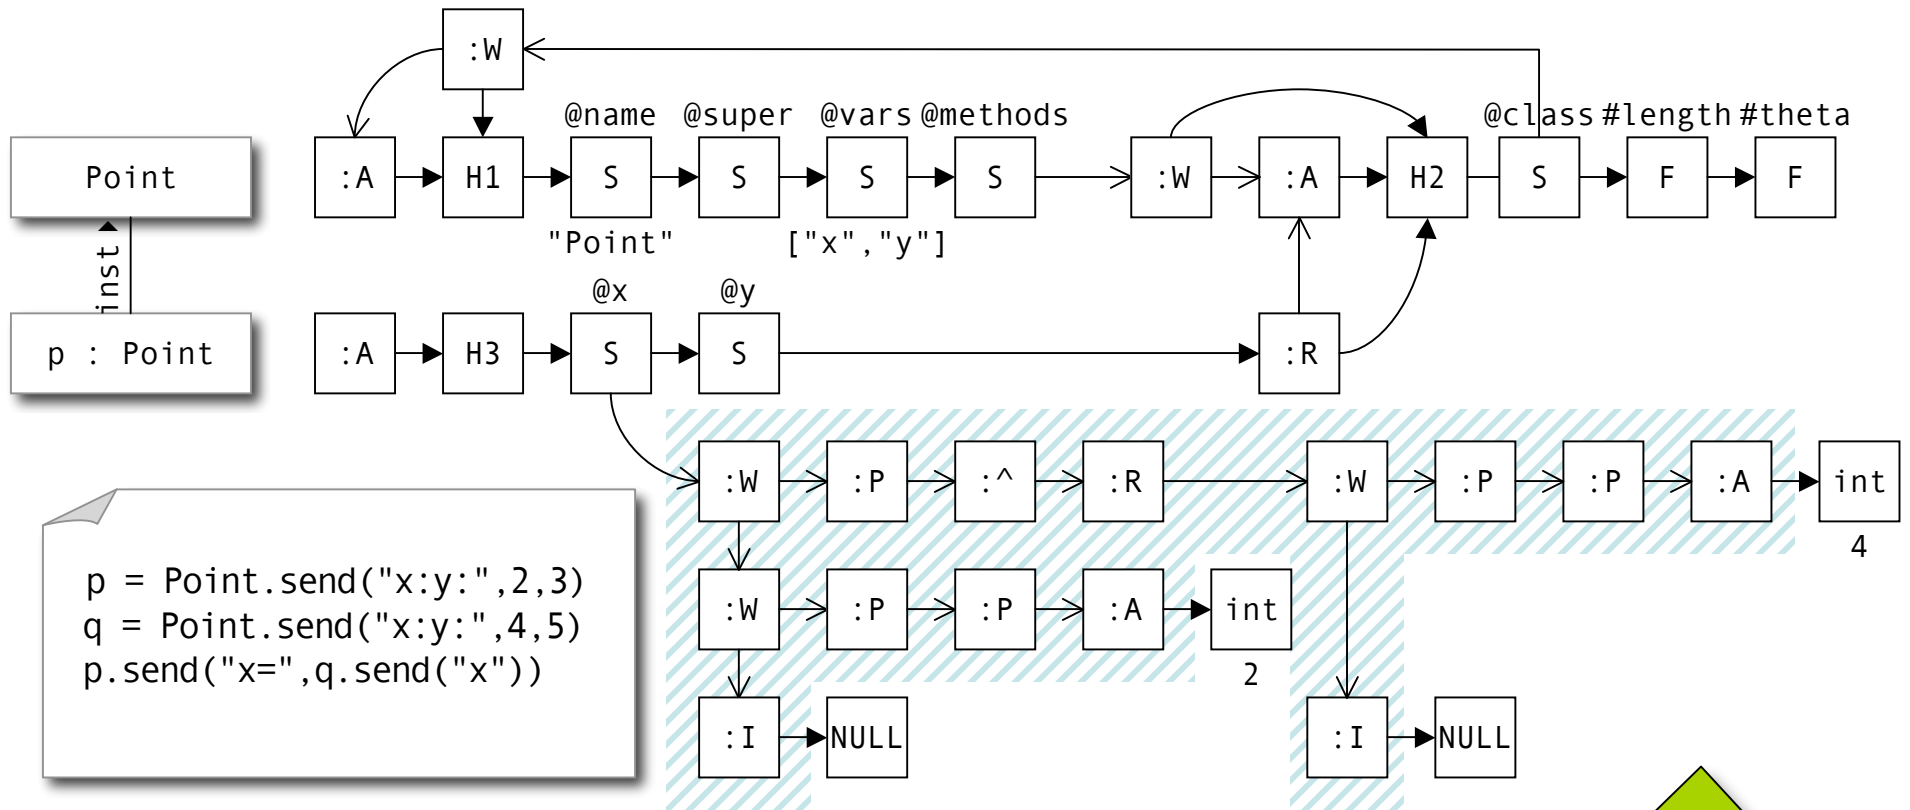 :W
@name @super @vars @methods @class #length #theta
Point :A H1 S S S S :W :A H2 S F F
"Point" ["x","y"]
inst
@x @y
p : Point :A H3 S S :R
:W :P :^ :R :W :P :P :A int
4
p = Point.send("x:y:",2,3)
q = Point.send("x:y:",4,5)
p.send("x=",q.send("x"))
:W :P :P :A int
2
:I NULL :I NULL